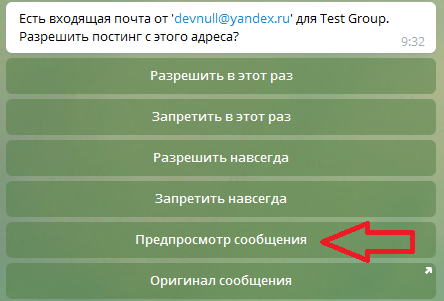 Есть входящая почта от 'devnull@yandex.ru' для Test Group.
Разрешить постинг с этого адреса?
9:32
Разрешить в этот раз
Запретить в этот раз
Разрешить навсегда
Запретить навсегда
Предпросмотр сообщения
Оригинал сообщения